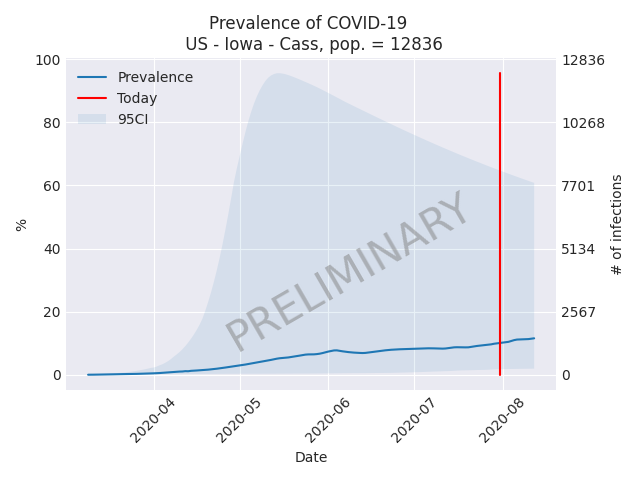 Prevalence of COVID-19
US - Iowa - Cass, pop. = 12836
Prevalence
Today
95CI
100
80
60
40
20
0
%
12836
10268
7701
5134
2567
0
# of infections
PRELIMINARY
2020-04
2020-05
2020-06
2020-07
2020-08
Date